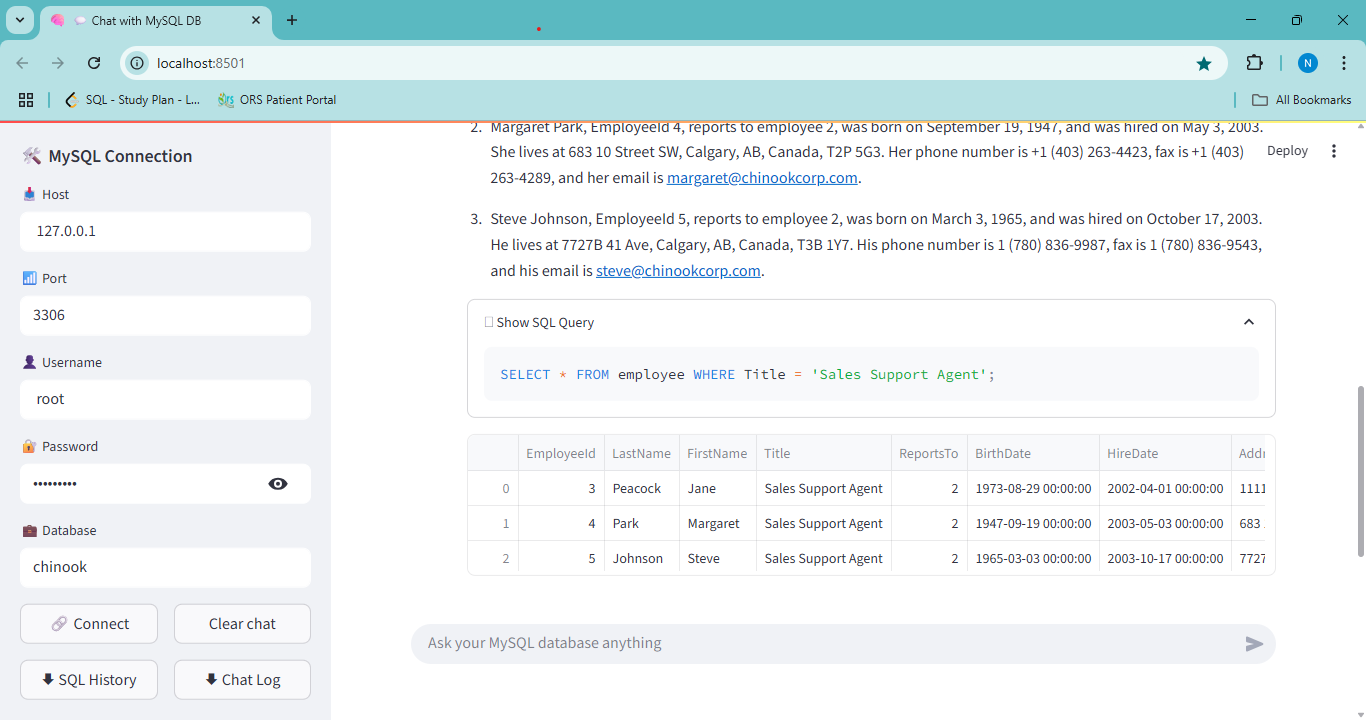 Chat with MySQL DB
localhost:8501
N
SQL - Study Plan - L...
ORS Patient Portal
All Bookmarks
MySQL Connection
Host
127.0.0.1
Port
3306
Username
root
Password
•••••••••
Database
chinook
Connect
Clear chat
SQL History
Chat Log
Deploy
2. Margaret Park, EmployeeId 4, reports to employee 2, was born on September 19, 1947, and was hired on May 3, 2003.
She lives at 683 10 Street SW, Calgary, AB, Canada, T2P 5G3. Her phone number is +1 (403) 263-4423, fax is +1 (403)
263-4289, and her email is margaret@chinookcorp.com.
3. Steve Johnson, EmployeeId 5, reports to employee 2, was born on March 3, 1965, and was hired on October 17, 2003.
He lives at 7727B 41 Ave, Calgary, AB, Canada, T3B 1Y7. His phone number is 1 (780) 836-9987, fax is 1 (780) 836-9543,
and his email is steve@chinookcorp.com.
Show SQL Query
SELECT * FROM employee WHERE Title = 'Sales Support Agent';
EmployeeId LastName FirstName Title ReportsTo BirthDate HireDate Addr
0 3 Peacock Jane Sales Support Agent 2 1973-08-29 00:00:00 2002-04-01 00:00:00 1111
1 4 Park Margaret Sales Support Agent 2 1947-09-19 00:00:00 2003-05-03 00:00:00 683
2 5 Johnson Steve Sales Support Agent 2 1965-03-03 00:00:00 2003-10-17 00:00:00 7727
Ask your MySQL database anything